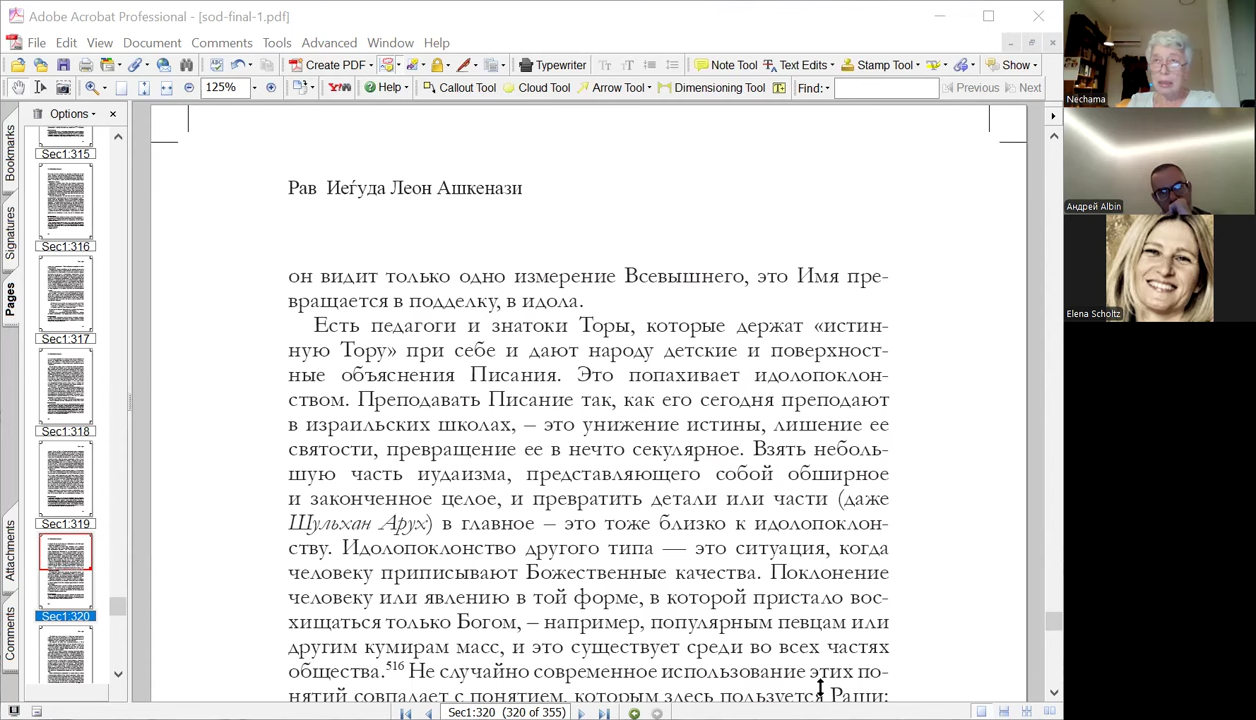 Adobe Acrobat Professional - [sod-final-1.pdf]
File Edit View Document Comments Tools Advanced Window Help
Create PDF Typewriter Note Tool Text Edits Stamp Tool Show
125% Help Callout Tool Cloud Tool Arrow Tool Dimensioning Tool Find: Previous Next
Bookmarks
Signatures
Pages
Attachments
Comments
Options
Sec1:315
Sec1:316
Sec1:317
Sec1:318
Sec1:319
Sec1:320
Рав Иеѓуда Леон Ашкенази
он видит только одно измерение Всевышнего, это Имя пре-
вращается в подделку, в идола.
Есть педагоги и знатоки Торы, которые держат «истин-
ную Тору» при себе и дают народу детские и поверхност-
ные объяснения Писания. Это попахивает идолопоклон-
ством. Преподавать Писание так, как его сегодня преподают
в израильских школах, – это унижение истины, лишение ее
святости, превращение ее в нечто секулярное. Взять неболь-
шую часть иудаизма, представляющего собой обширное
и законченное целое, и превратить детали или части (даже
Шульхан Арух) в главное – это тоже близко к идолопоклон-
ству. Идолопоклонство другого типа — это ситуация, когда
человеку приписывают Божественные качества. Поклонение
человеку или явлению в той форме, в которой пристало вос-
хищаться только Богом, – например, популярным певцам или
другим кумирам масс, и это существует среди во всех частях
общества.516 Не случайно современное использование этих по-
нятий совпадает с понятием, которым здесь пользуется Раши:
Sec1:320 (320 of 355)
Nechama
Андрей Albin
Elena Scholtz